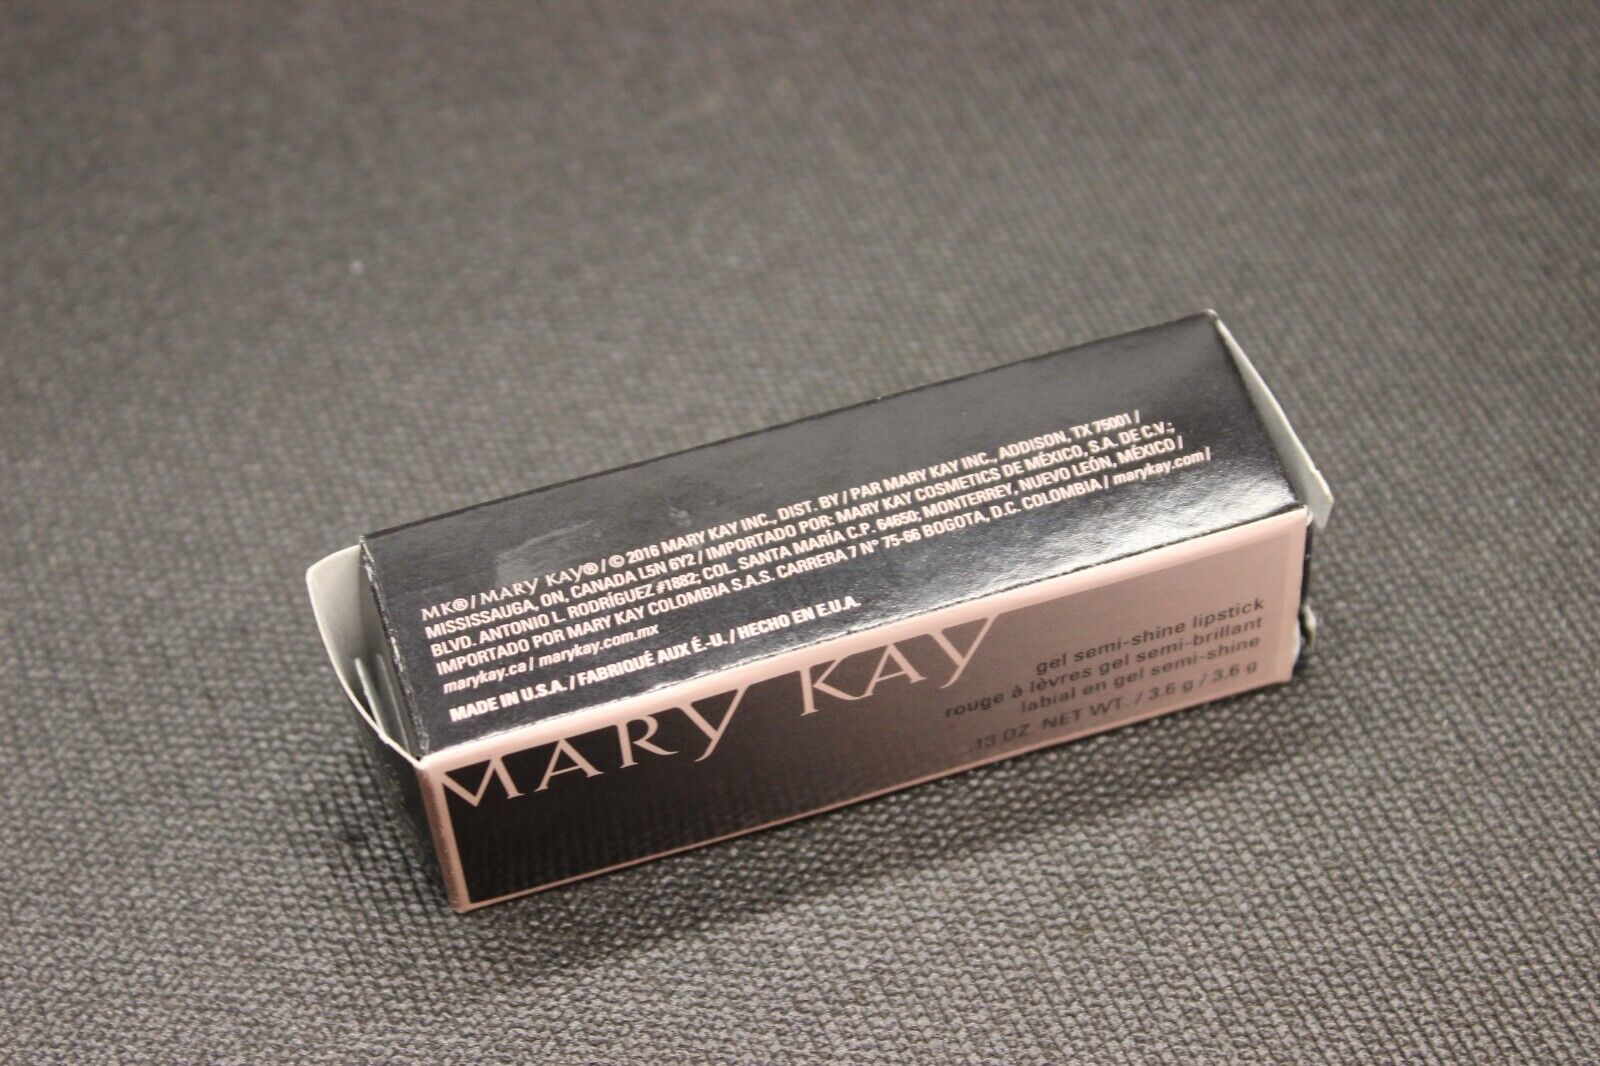 MK®/MARY KAY®/© 2016 MARY KAY INC., DIST. BY / PAR MARY KAY INC., ADDISON, TX 75001 /
MISSISSAUGA, ON, CANADA L5N 6Y2 / IMPORTADO POR: MARY KAY COSMETICS DE MÉXICO, S.A. DE C.V.;
BLVD. ANTONIO L. RODRÍGUEZ #1882; COL. SANTA MARÍA C.P. 64650; MONTERREY, NUEVO LEÓN, MÉXICO /
IMPORTADO POR MARY KAY COLOMBIA S.A.S. CARRERA 7 N° 75-66 BOGOTA, D.C. COLOMBIA / marykay.com /
marykay.ca / marykay.com.mx
MADE IN U.S.A. / FABRIQUÉ AUX É.-U. / HECHO EN E.U.A.
MARY KAY
gel semi-shine lipstick
rouge à lèvres gel semi-brillant
labial en gel semi-shine
.13 OZ. NET WT. / 3.6 g / 3.6 g